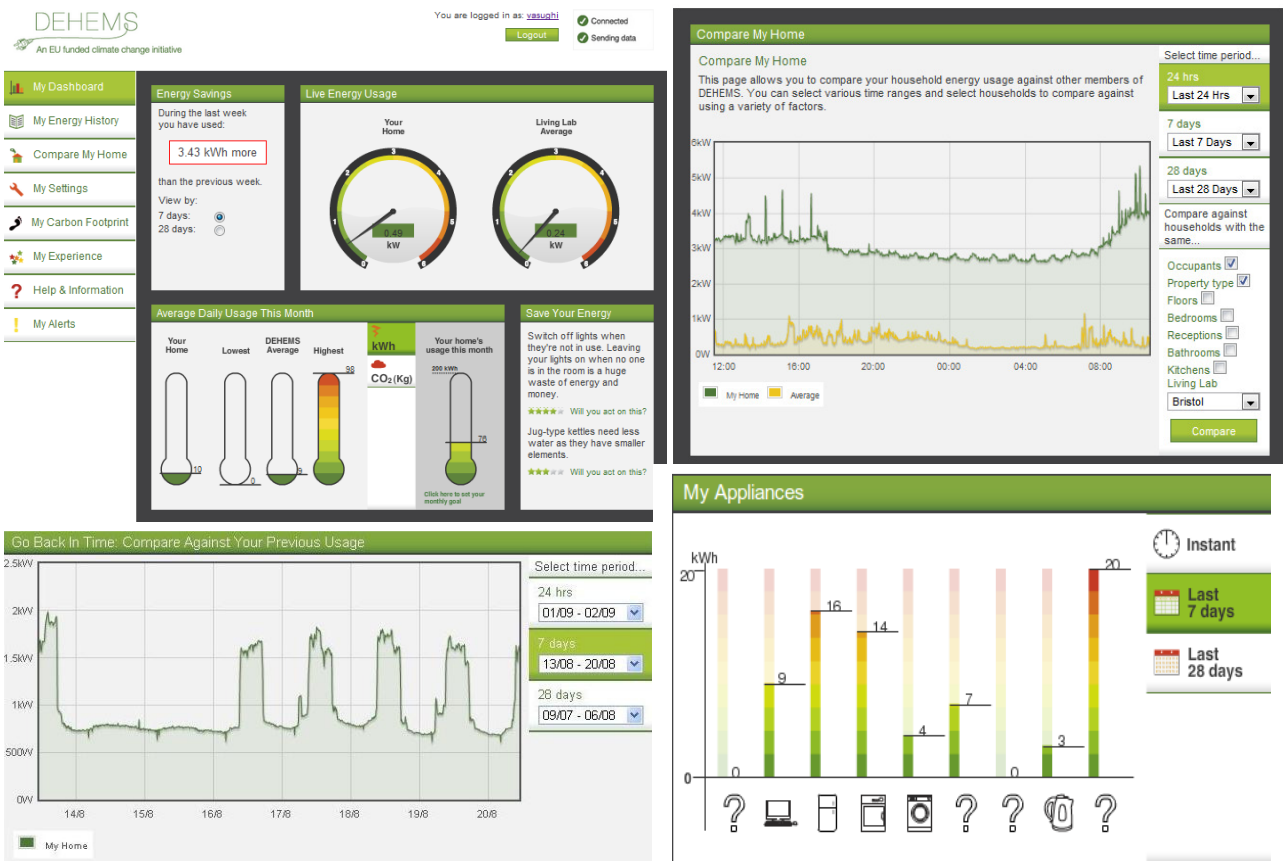 DEHEMS
An EU funded climate change initiative
You are logged in as: vasughi
Logout
Connected
Sending data
My Dashboard
My Energy History
Compare My Home
My Settings
My Carbon Footprint
My Experience
Help & Information
My Alerts
Energy Savings
During the last week
you have used:
3.43 kWh more
than the previous week.
View by:
7 days:
28 days:
Live Energy Usage
Your
Home
0
1
2
3
4
5
6
0.49
kW
Living Lab
Average
0
1
2
3
4
5
6
0.24
kW
Average Daily Usage This Month
Your
Home
10
Lowest
0
DEHEMS
Average
9
Highest
98
kWh
CO2 (Kg)
Your home's
usage this month
200 kWh
76
Click here to set your
monthly goal
Save Your Energy
Switch off lights when
they're not in use. Leaving
your lights on when no one
is in the room is a huge
waste of energy and
money.
Will you act on this?
Jug-type kettles need less
water as they have smaller
elements.
Will you act on this?
Compare My Home
Compare My Home
This page allows you to compare your household energy usage against other members of
DEHEMS. You can select various time ranges and select households to compare against
using a variety of factors.
6kW
5kW
4kW
3kW
2kW
1kW
0W
12:00 16:00 20:00 00:00 04:00 08:00
My Home Average
Select time period...
24 hrs
Last 24 Hrs
7 days
Last 7 Days
28 days
Last 28 Days
Compare against
households with the
same...
Occupants
Property type
Floors
Bedrooms
Receptions
Bathrooms
Kitchens
Living Lab
Bristol
Compare
Go Back In Time: Compare Against Your Previous Usage
2.5kW
2kW
1.5kW
1kW
500W
0W
14/8 15/8 16/8 17/8 18/8 19/8 20/8
My Home
Select time period...
24 hrs
01/09 - 02/09
7 days
13/08 - 20/08
28 days
09/07 - 06/08
My Appliances
kWh
20
0
0
9
16
14
4
7
0
3
20
Instant
Last
7 days
Last
28 days